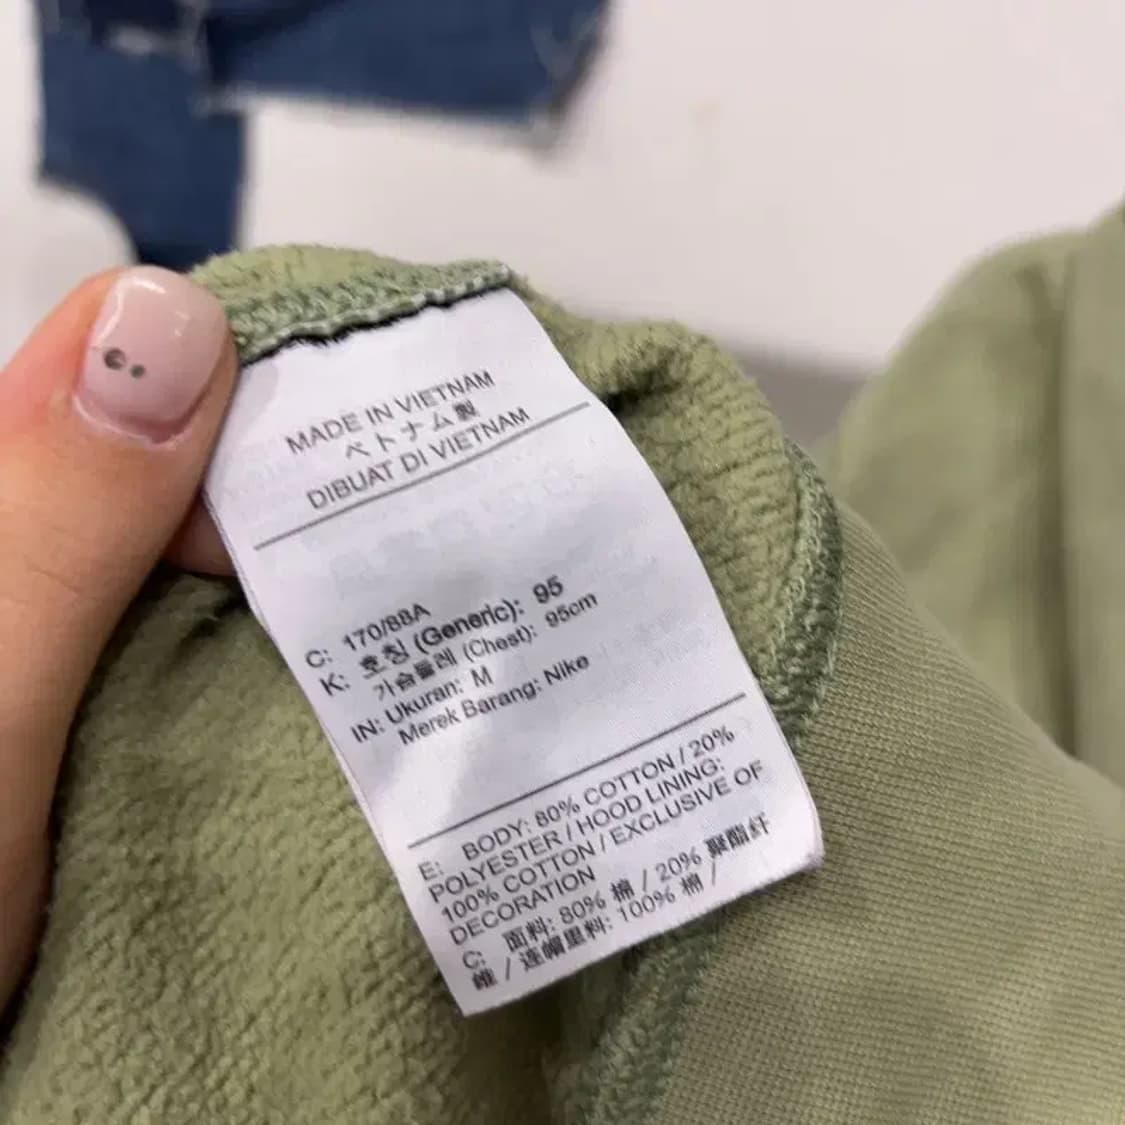 MADE IN VIETNAM
ベトナム製
DIBUAT DI VIETNAM
C: 170/88A
K: 호칭 (Generic): 95
가슴둘레 (Chest): 95cm
IN: Ukuran: M
Merek Barang: Nike
E: BODY: 80% COTTON / 20%
POLYESTER / HOOD LINING:
100% COTTON / EXCLUSIVE OF
DECORATION
C: 面料: 80% 棉 / 20% 聚酯纤
维 / 连帽里料: 100% 棉 /